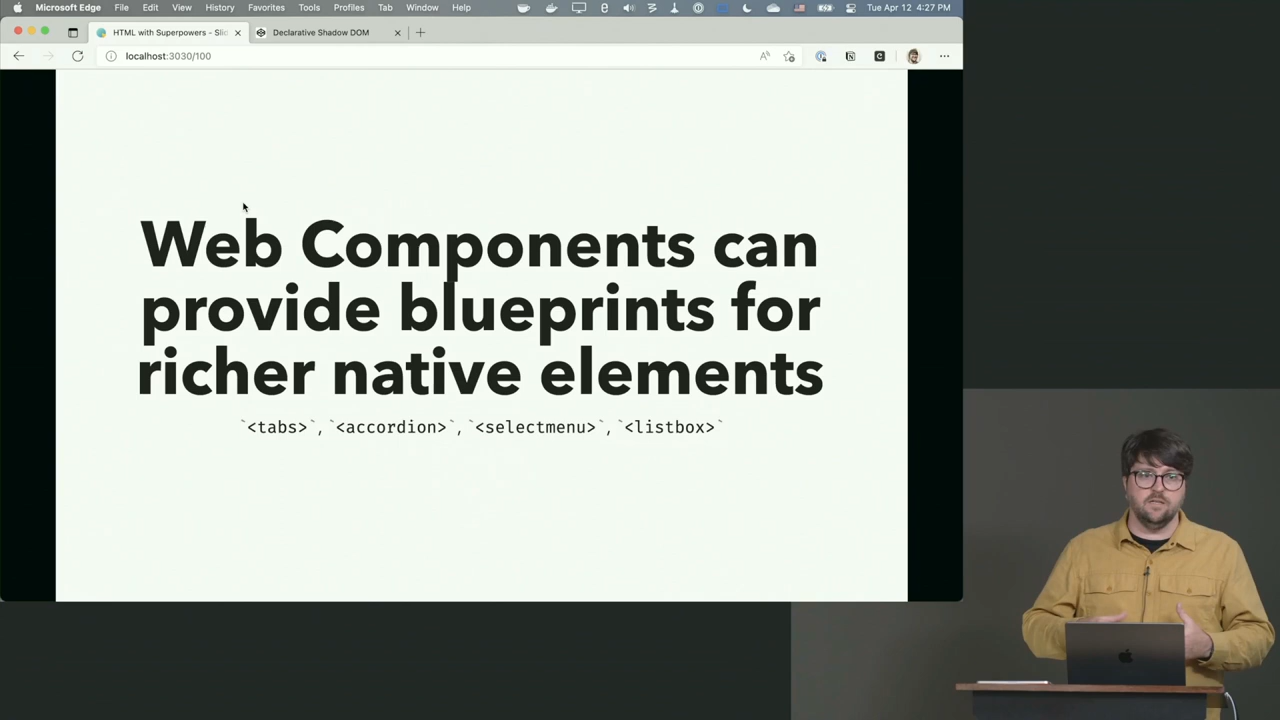 Microsoft Edge File Edit View History Favorites Tools Profiles Tab Window Help Tue Apr 12 4:27 PM
HTML with Superpowers - Slid Declarative Shadow DOM
localhost:3030/100
Web Components can
provide blueprints for
richer native elements
`<tabs>`, `<accordion>`, `<selectmenu>`, `<listbox>`